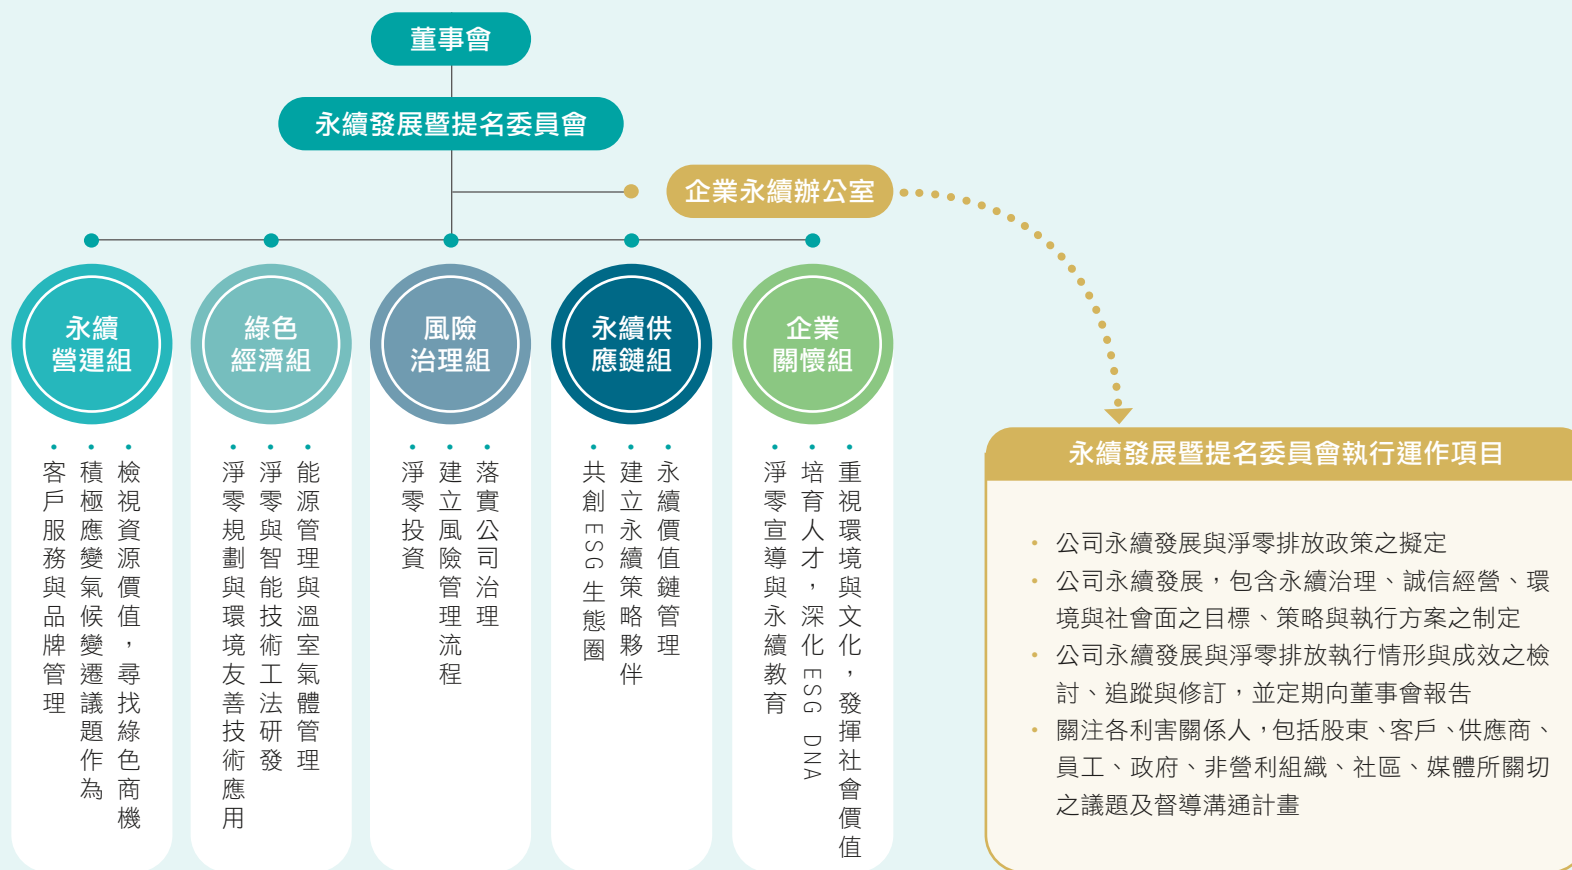 董事會
永續發展暨提名委員會
企業永續辦公室
永續
營運組
檢視資源價值，尋找綠色商機
積極應變氣候變遷議題作為
客戶服務與品牌管理
綠色
經濟組
能源管理與溫室氣體管理
淨零與智能技術工法研發
淨零規劃與環境友善技術應用
風險
治理組
落實公司治理
建立風險管理流程
淨零投資
永續供
應鏈組
永續價值鏈管理
建立永續策略夥伴
共創 ESG 生態圈
企業
關懷組
重視環境與文化，發揮社會價值
培育人才，深化 ESG DNA
淨零宣導與永續教育
永續發展暨提名委員會執行運作項目
• 公司永續發展與淨零排放政策之擬定
• 公司永續發展，包含永續治理、誠信經營、環
境與社會面之目標、策略與執行方案之制定
• 公司永續發展與淨零排放執行情形與成效之檢
討、追蹤與修訂，並定期向董事會報告
• 關注各利害關係人，包括股東、客戶、供應商、
員工、政府、非營利組織、社區、媒體所關切
之議題及督導溝通計畫